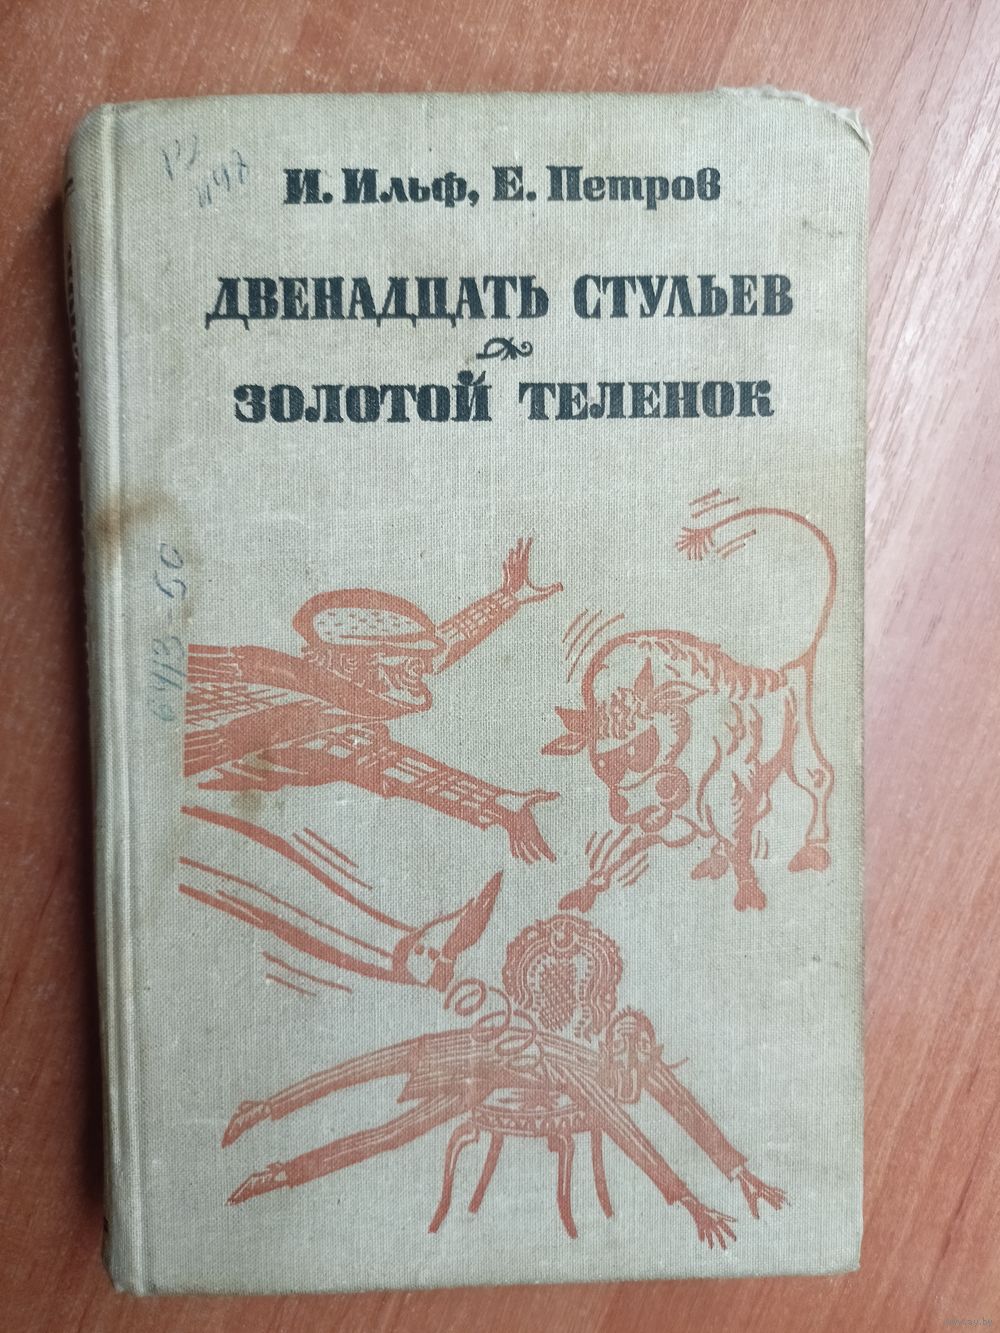 И. Ильф, Е. Петров
ДВЕНАДЦАТЬ СТУЛЬЕВ
ЗОЛОТОЙ ТЕЛЕНОК